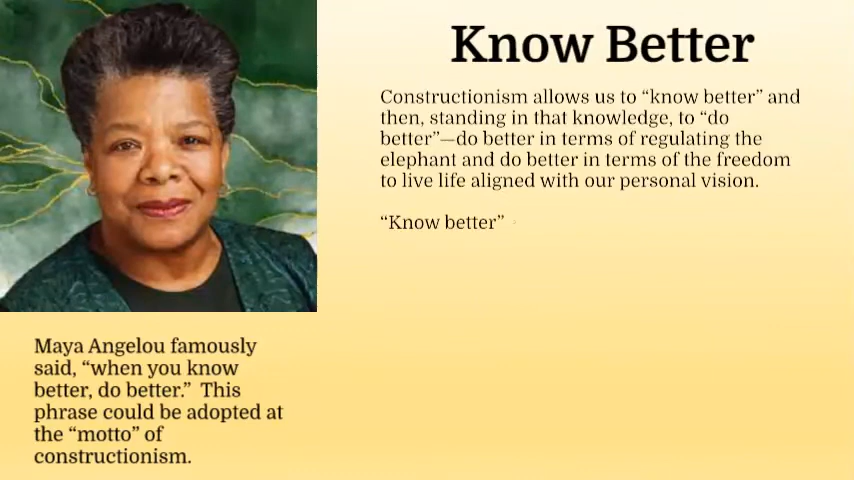 Know Better
Constructionism allows us to “know better” and
then, standing in that knowledge, to “do
better”—do better in terms of regulating the
elephant and do better in terms of the freedom
to live life aligned with our personal vision.
“Know better”
Maya Angelou famously
said, “when you know
better, do better.”  This
phrase could be adopted at
the “motto” of
constructionism.